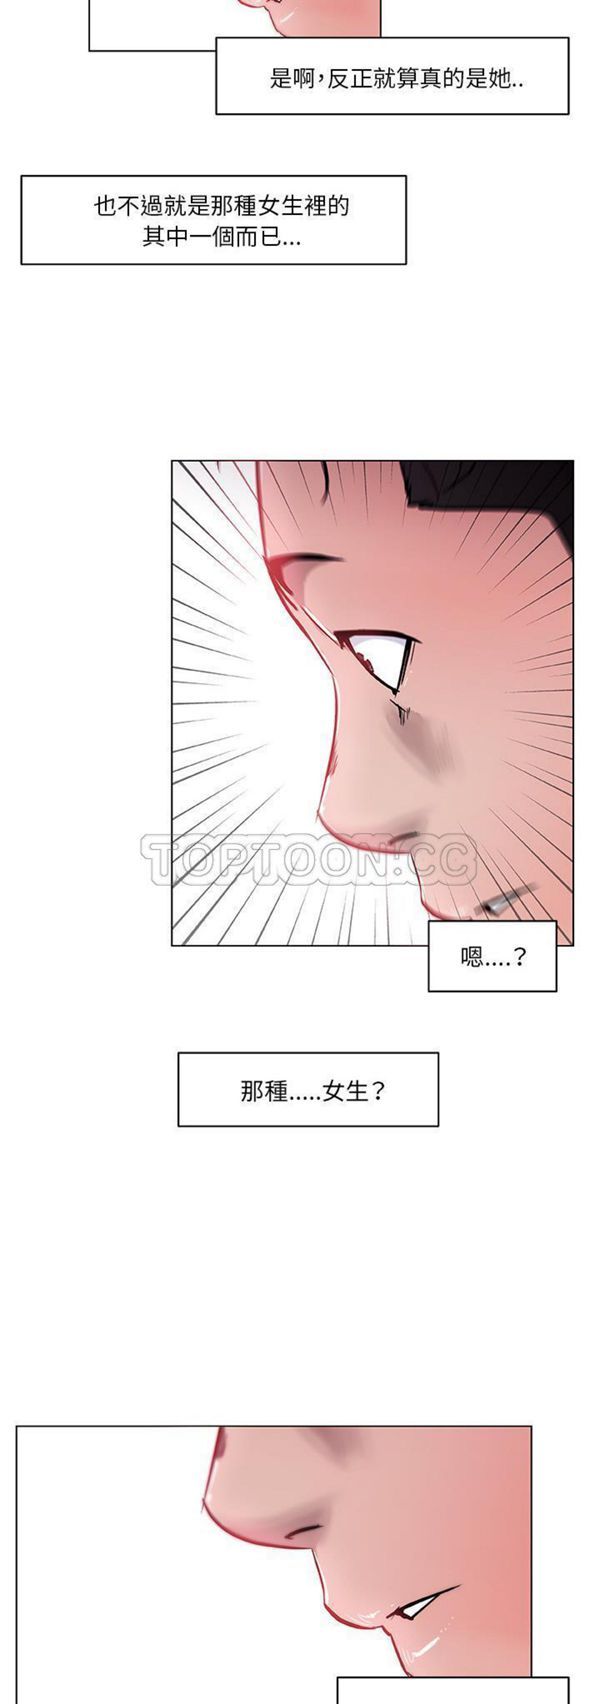 是啊，反正就算真的是她..
也不過就是那種女生裡的
其中一個而已...
TOPTOON.CC
嗯....？
那種.....女生？